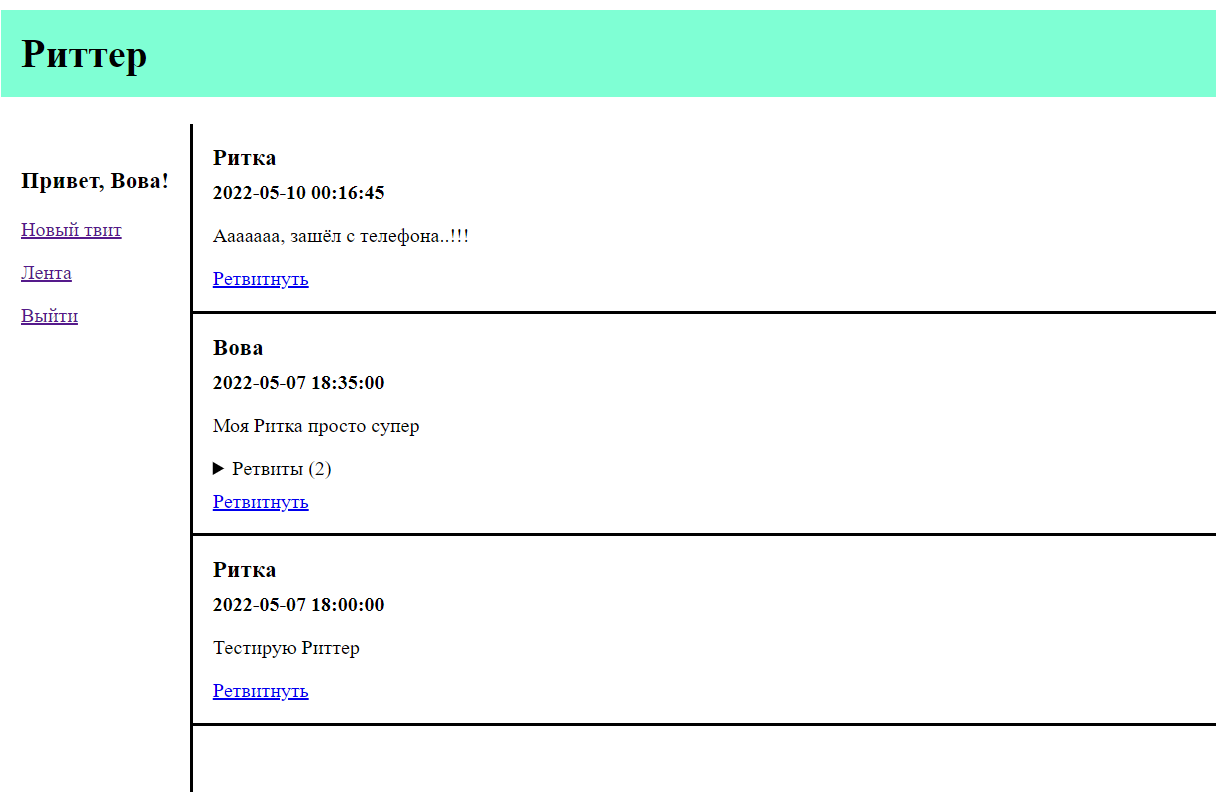 Риттер
Привет, Вова!
Новый твит
Лента
Выйти
Ритка
2022-05-10 00:16:45
Ааааааа, зашёл с телефона..!!!
Ретвитнуть
Вова
2022-05-07 18:35:00
Моя Ритка просто супер
Ретвиты (2)
Ретвитнуть
Ритка
2022-05-07 18:00:00
Тестирую Риттер
Ретвитнуть